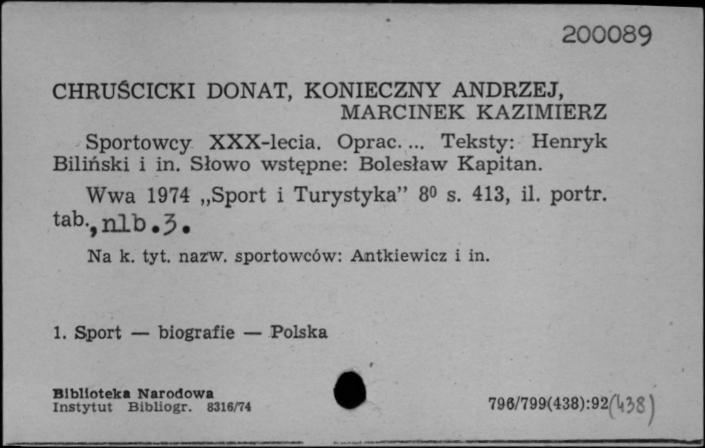 200089
CHRUŚCICKI DONAT, KONIECZNY ANDRZEJ,
MARCINEK KAZIMIERZ
Sportowcy XXX-lecia. Oprac. ... Teksty: Henryk
Biliński i in. Słowo wstępne: Bolesław Kapitan.
Wwa 1974 „Sport i Turystyka” 8⁰ s. 413, il. portr.
tab., nlb. 3.
Na k. tyt. nazw. sportowców: Antkiewicz i in.
1. Sport — biografie — Polska
Biblioteka Narodowa
Instytut Bibliogr. 8316/74
796/799(438):92(438)